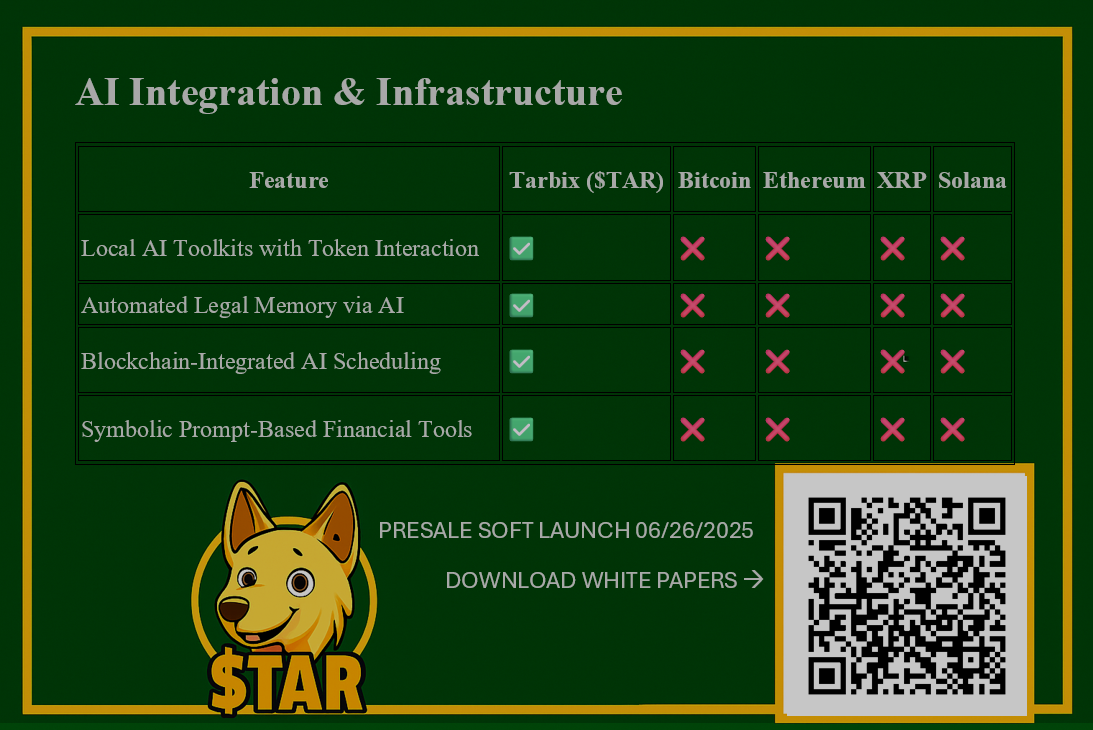 AI Integration & Infrastructure
Feature Tarbix ($TAR) Bitcoin Ethereum XRP Solana
Local AI Toolkits with Token Interaction ✅ ❌ ❌ ❌ ❌
Automated Legal Memory via AI ✅ ❌ ❌ ❌ ❌
Blockchain-Integrated AI Scheduling ✅ ❌ ❌ ❌ ❌
Symbolic Prompt-Based Financial Tools ✅ ❌ ❌ ❌ ❌
PRESALE SOFT LAUNCH 06/26/2025
DOWNLOAD WHITE PAPERS →
$TAR